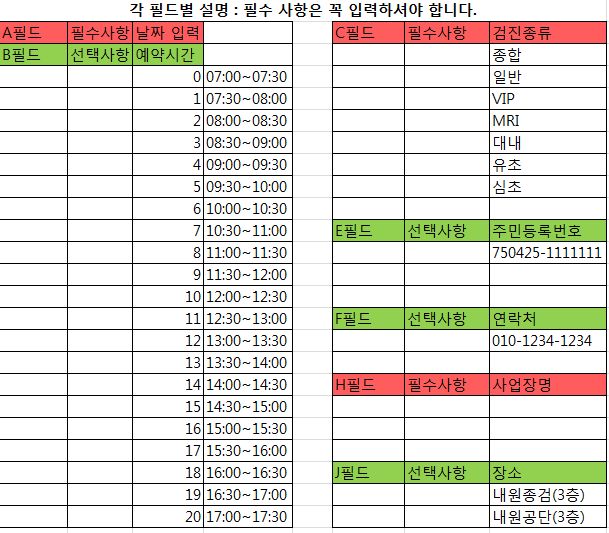 각 필드별 설명 : 필수 사항은 꼭 입력하셔야 합니다.
A필드 필수사항 날짜 입력
B필드 선택사항 예약시간
0 07:00~07:30
1 07:30~08:00
2 08:00~08:30
3 08:30~09:00
4 09:00~09:30
5 09:30~10:00
6 10:00~10:30
7 10:30~11:00
8 11:00~11:30
9 11:30~12:00
10 12:00~12:30
11 12:30~13:00
12 13:00~13:30
13 13:30~14:00
14 14:00~14:30
15 14:30~15:00
16 15:00~15:30
17 15:30~16:00
18 16:00~16:30
19 16:30~17:00
20 17:00~17:30
C필드 필수사항 검진종류
종합
일반
VIP
MRI
대내
유초
심초
E필드 선택사항 주민등록번호
750425-1111111
F필드 선택사항 연락처
010-1234-1234
H필드 필수사항 사업장명
J필드 선택사항 장소
내원종검(3층)
내원공단(3층)